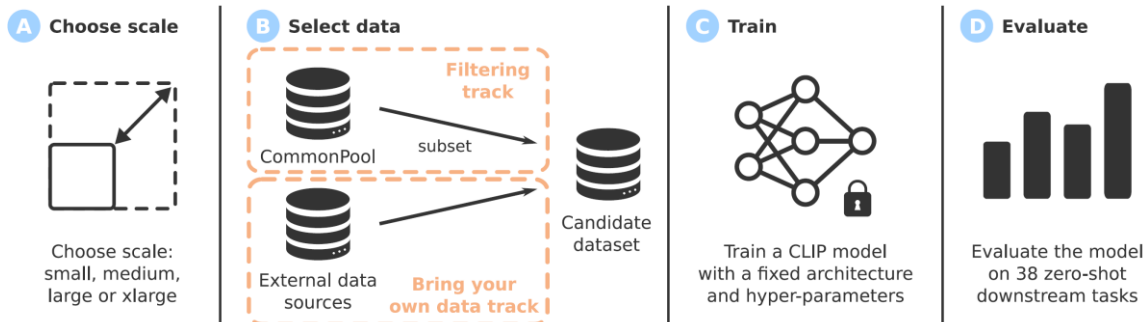 A Choose scale
Choose scale:
small, medium,
large or xlarge
B Select data
Filtering
track
CommonPool
subset
External data
sources
Bring your
own data track
Candidate
dataset
C Train
Train a CLIP model
with a fixed architecture
and hyper-parameters
D Evaluate
Evaluate the model
on 38 zero-shot
downstream tasks